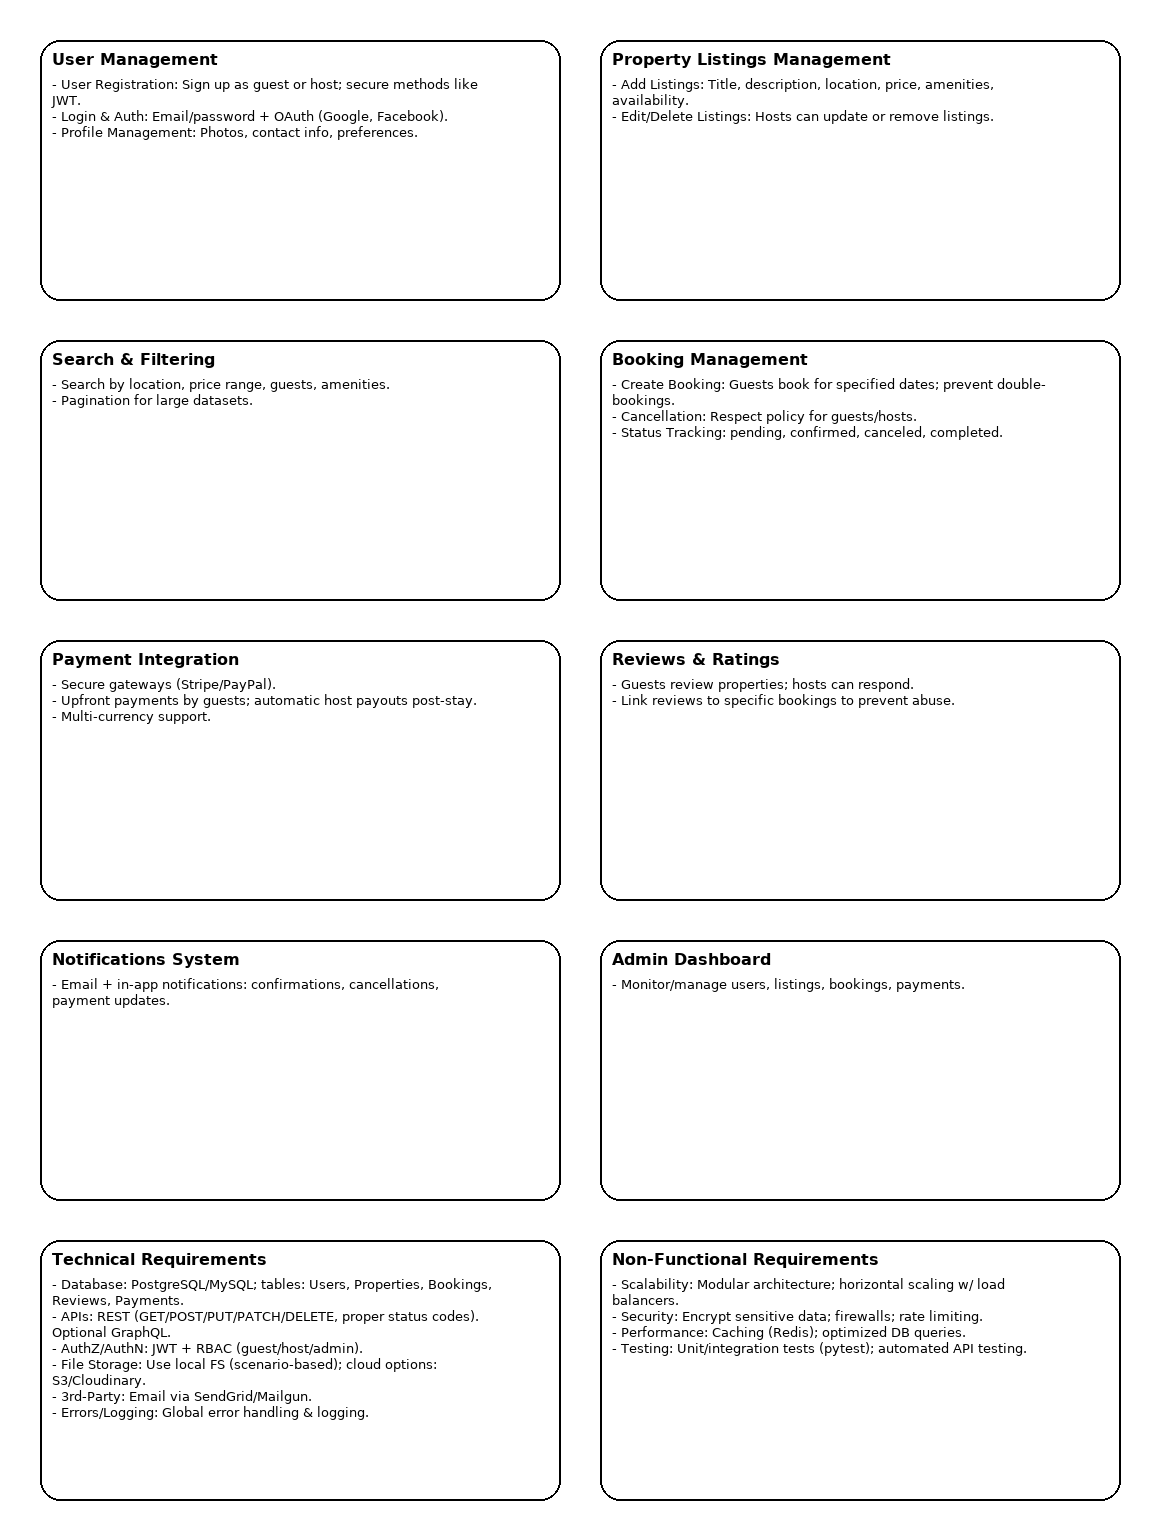 User Management
- User Registration: Sign up as guest or host; secure methods like
JWT.
- Login & Auth: Email/password + OAuth (Google, Facebook).
- Profile Management: Photos, contact info, preferences.
Property Listings Management
- Add Listings: Title, description, location, price, amenities,
availability.
- Edit/Delete Listings: Hosts can update or remove listings.
Search & Filtering
- Search by location, price range, guests, amenities.
- Pagination for large datasets.
Booking Management
- Create Booking: Guests book for specified dates; prevent double-
bookings.
- Cancellation: Respect policy for guests/hosts.
- Status Tracking: pending, confirmed, canceled, completed.
Payment Integration
- Secure gateways (Stripe/PayPal).
- Upfront payments by guests; automatic host payouts post-stay.
- Multi-currency support.
Reviews & Ratings
- Guests review properties; hosts can respond.
- Link reviews to specific bookings to prevent abuse.
Notifications System
- Email + in-app notifications: confirmations, cancellations,
payment updates.
Admin Dashboard
- Monitor/manage users, listings, bookings, payments.
Technical Requirements
- Database: PostgreSQL/MySQL; tables: Users, Properties, Bookings,
Reviews, Payments.
- APIs: REST (GET/POST/PUT/PATCH/DELETE, proper status codes).
Optional GraphQL.
- AuthZ/AuthN: JWT + RBAC (guest/host/admin).
- File Storage: Use local FS (scenario-based); cloud options:
S3/Cloudinary.
- 3rd-Party: Email via SendGrid/Mailgun.
- Errors/Logging: Global error handling & logging.
Non-Functional Requirements
- Scalability: Modular architecture; horizontal scaling w/ load
balancers.
- Security: Encrypt sensitive data; firewalls; rate limiting.
- Performance: Caching (Redis); optimized DB queries.
- Testing: Unit/integration tests (pytest); automated API testing.